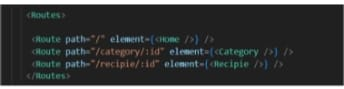 <Routes>
<Route path="/" element={<Home />} />
<Route path="/category/:id" element={<Category />} />
<Route path="/recipie/:id" element={<Recipie />} />
</Routes>